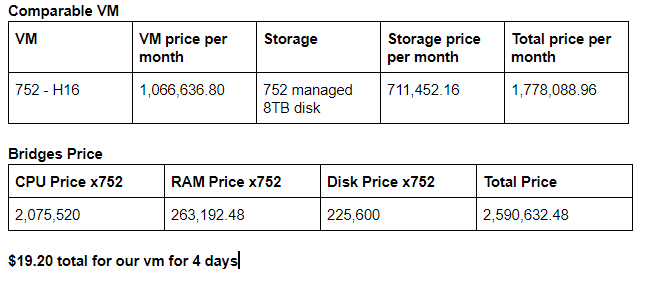 Comparable VM
VM VM price per month Storage Storage price per month Total price per month
752 - H16 1,066,636.80 752 managed 8TB disk 711,452.16 1,778,088.96
Bridges Price
CPU Price x752 RAM Price x752 Disk Price x752 Total Price
2,075,520 263,192.48 225,600 2,590,632.48
$19.20 total for our vm for 4 days